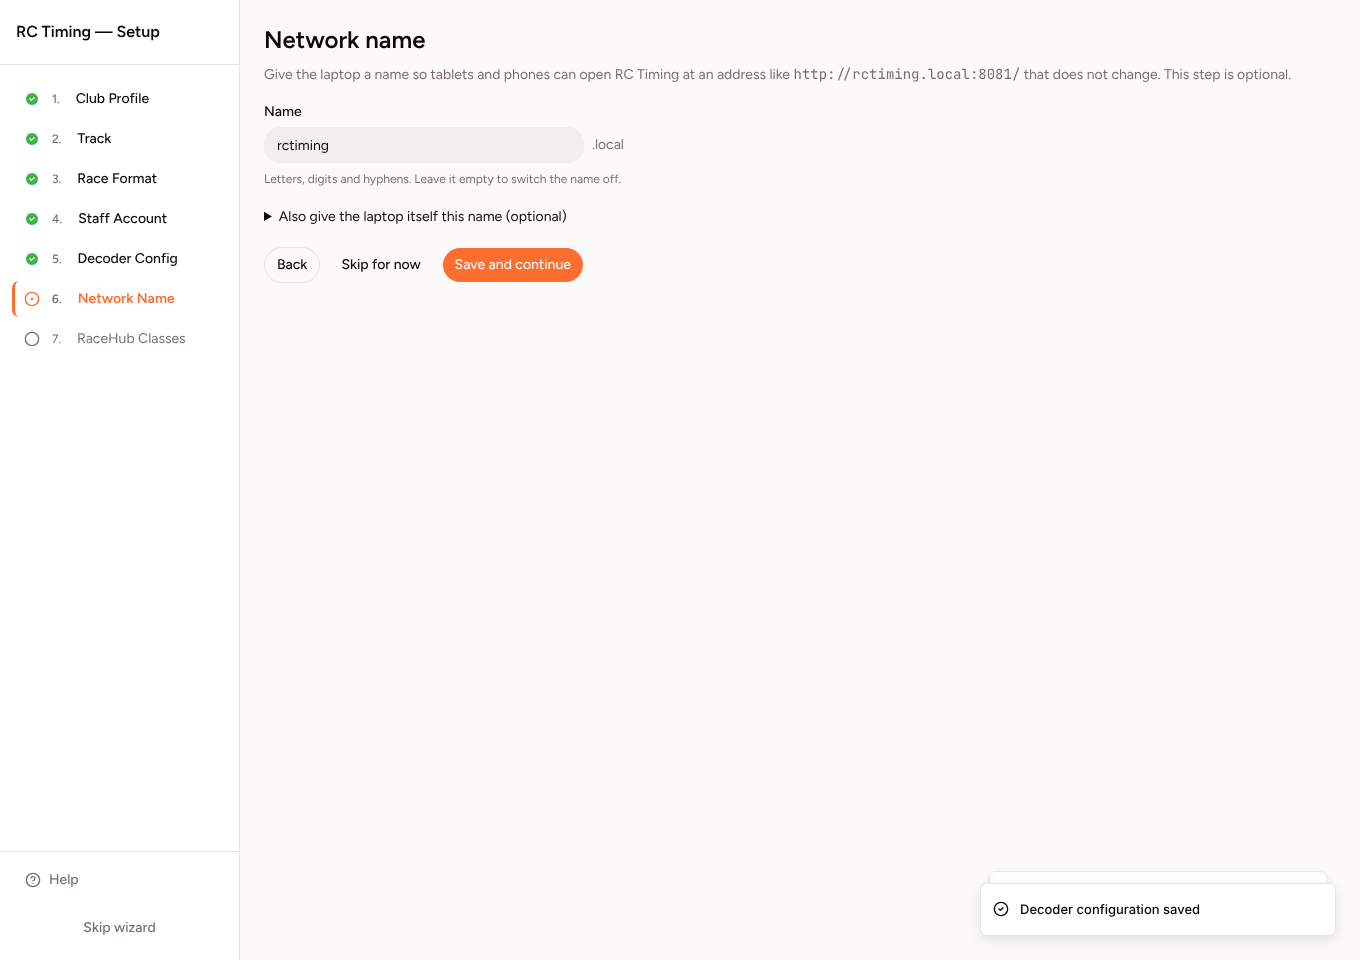 RC Timing — Setup
1. Club Profile
2. Track
3. Race Format
4. Staff Account
5. Decoder Config
6. Network Name
7. RaceHub Classes
Help
Skip wizard
Network name
Give the laptop a name so tablets and phones can open RC Timing at an address like http://rctiming.local:8081/ that does not change. This step is optional.
Name
rctiming .local
Letters, digits and hyphens. Leave it empty to switch the name off.
Also give the laptop itself this name (optional)
Back Skip for now Save and continue
Decoder configuration saved